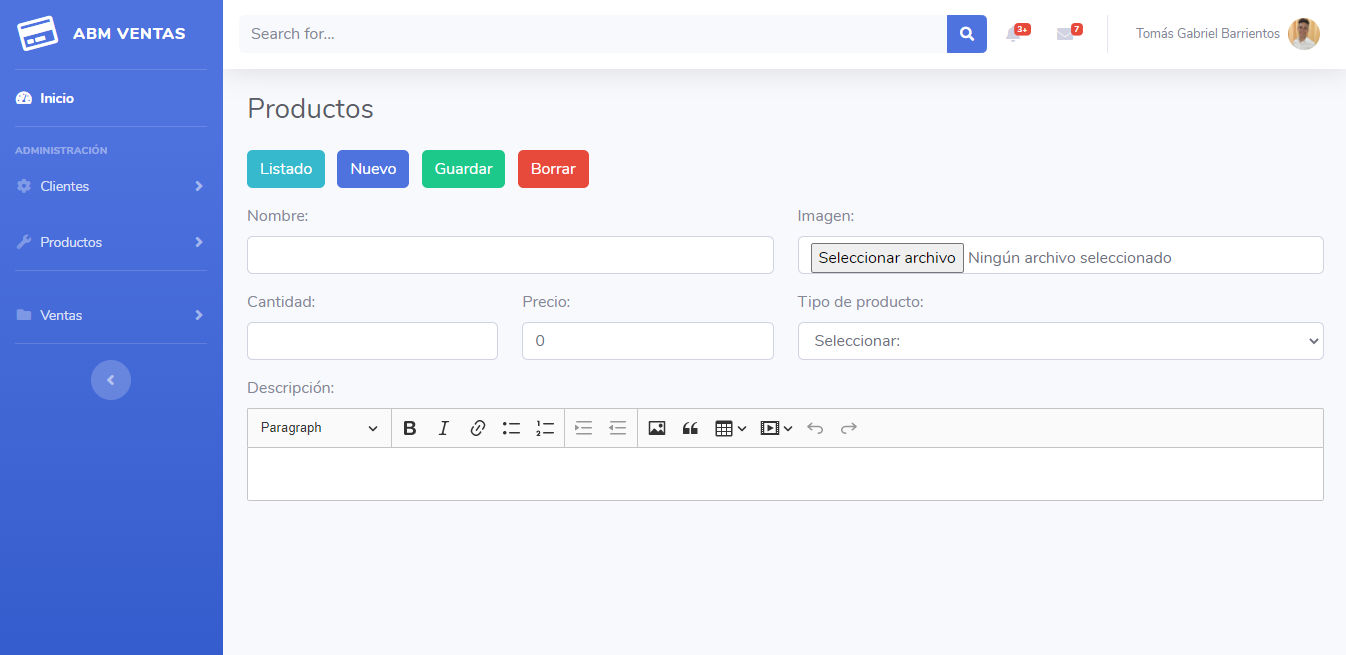 ABM VENTAS
Search for...
3+
7
Tomás Gabriel Barrientos
Inicio
ADMINISTRACIÓN
Clientes
Productos
Ventas
Productos
Listado
Nuevo
Guardar
Borrar
Nombre:
Imagen:
Seleccionar archivo Ningún archivo seleccionado
Cantidad:
Precio:
Tipo de producto:
0
Seleccionar:
Descripción:
Paragraph